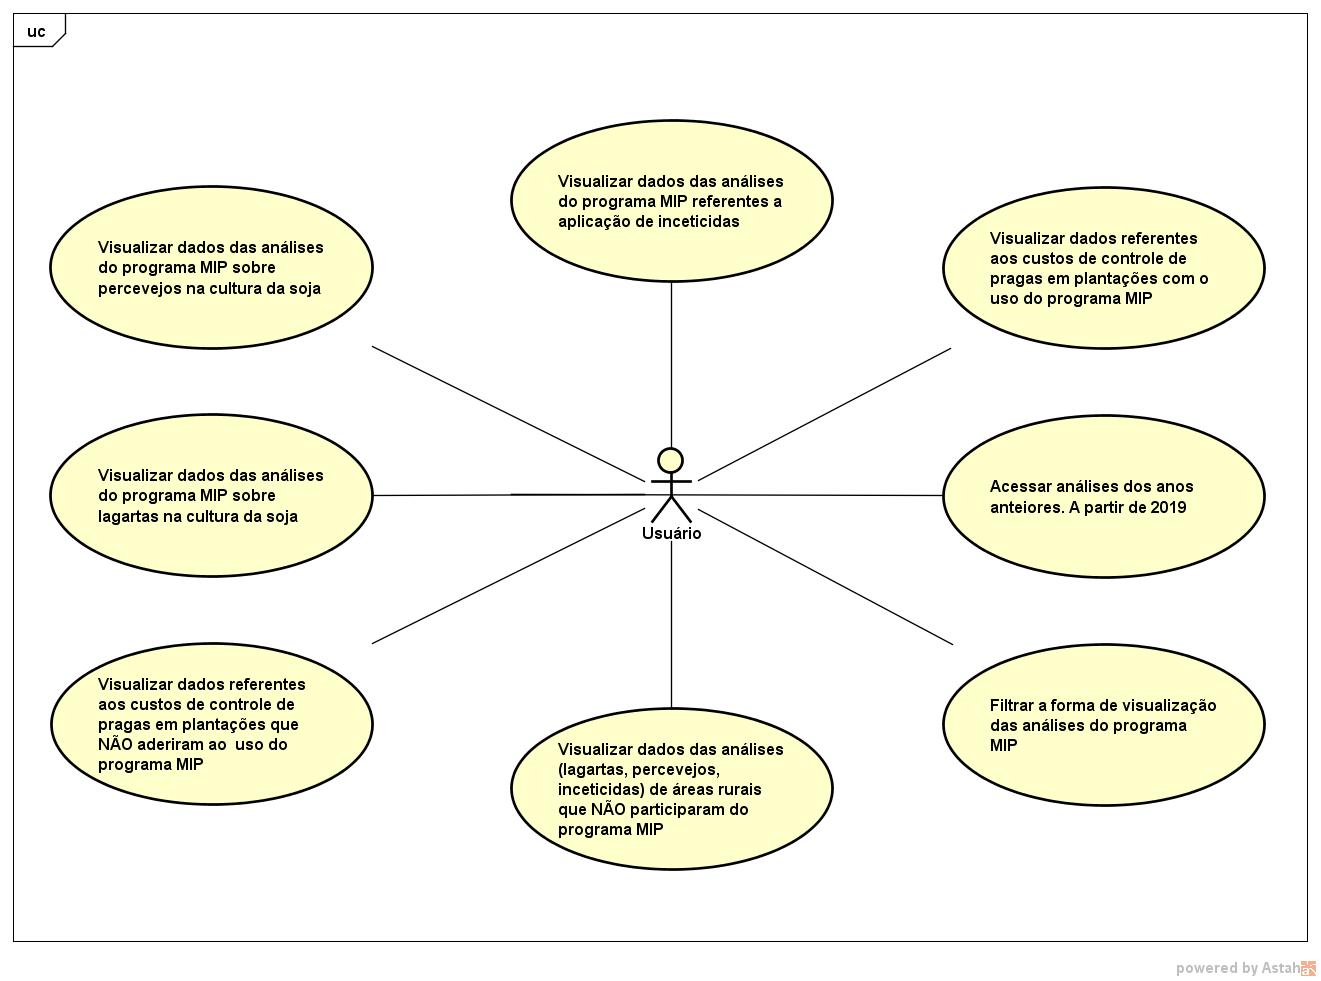 uc
Visualizar dados das análises
do programa MIP referentes a
aplicação de inceticidas
Visualizar dados das análises
do programa MIP sobre
percevejos na cultura da soja
Visualizar dados referentes
aos custos de controle de
pragas em plantações com o
uso do programa MIP
Visualizar dados das análises
do programa MIP sobre
lagartas na cultura da soja
Usuário
Acessar análises dos anos
anteiores. A partir de 2019
Visualizar dados referentes
aos custos de controle de
pragas em plantações que
NÃO aderiram ao  uso do
programa MIP
Visualizar dados das análises
(lagartas, percevejos,
inceticidas) de áreas rurais
que NÃO participaram do
programa MIP
Filtrar a forma de visualização
das análises do programa
MIP
powered by Astah